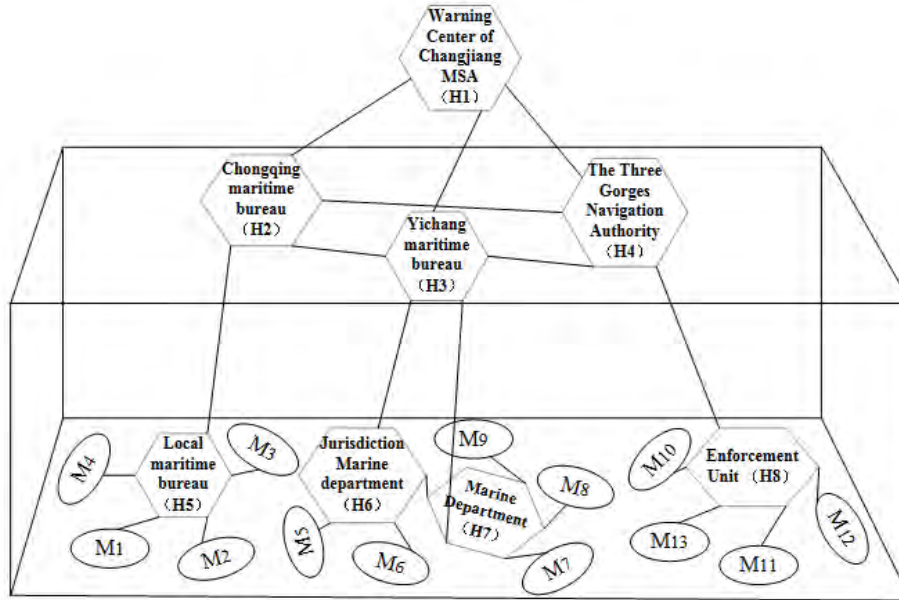 Warning
Center of
Changjiang
MSA
（H1）
Chongqing
maritime
bureau
（H2）
The Three
Gorges
Navigation
Authority
（H4）
Yichang
maritime
bureau
（H3）
M4
Local
maritime
bureau
（H5）
M3
Jurisdiction
Marine
department
（H6）
M9
Marine
Department
（H7）
M8
M10
Enforcement
Unit （H8）
M1
M2
M5
M6
M7
M13
M11
M12